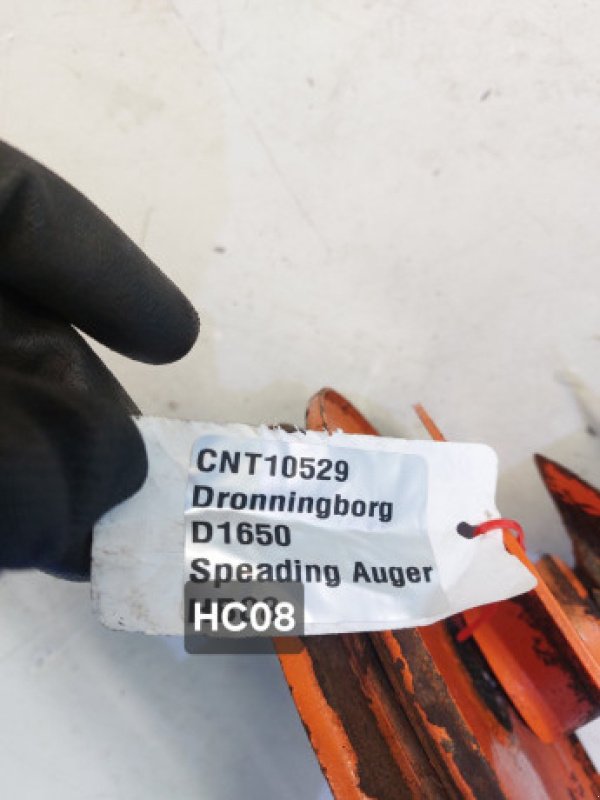 CNT10529
Dronningborg
D1650
Speading Auger
HC08